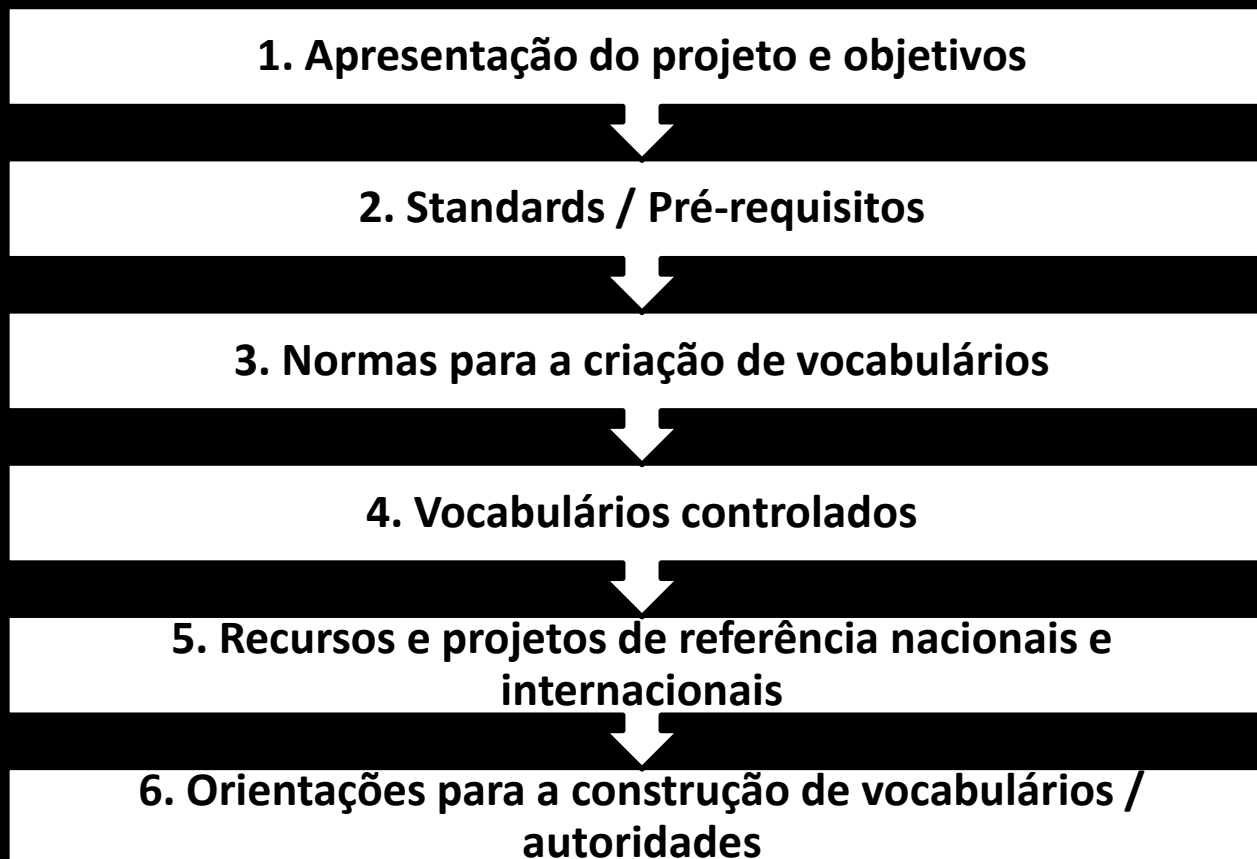 1. Apresentação do projeto e objetivos
2. Standards / Pré-requisitos
3. Normas para a criação de vocabulários
4. Vocabulários controlados
5. Recursos e projetos de referência nacionais e
internacionais
6. Orientações para a construção de vocabulários /
autoridades